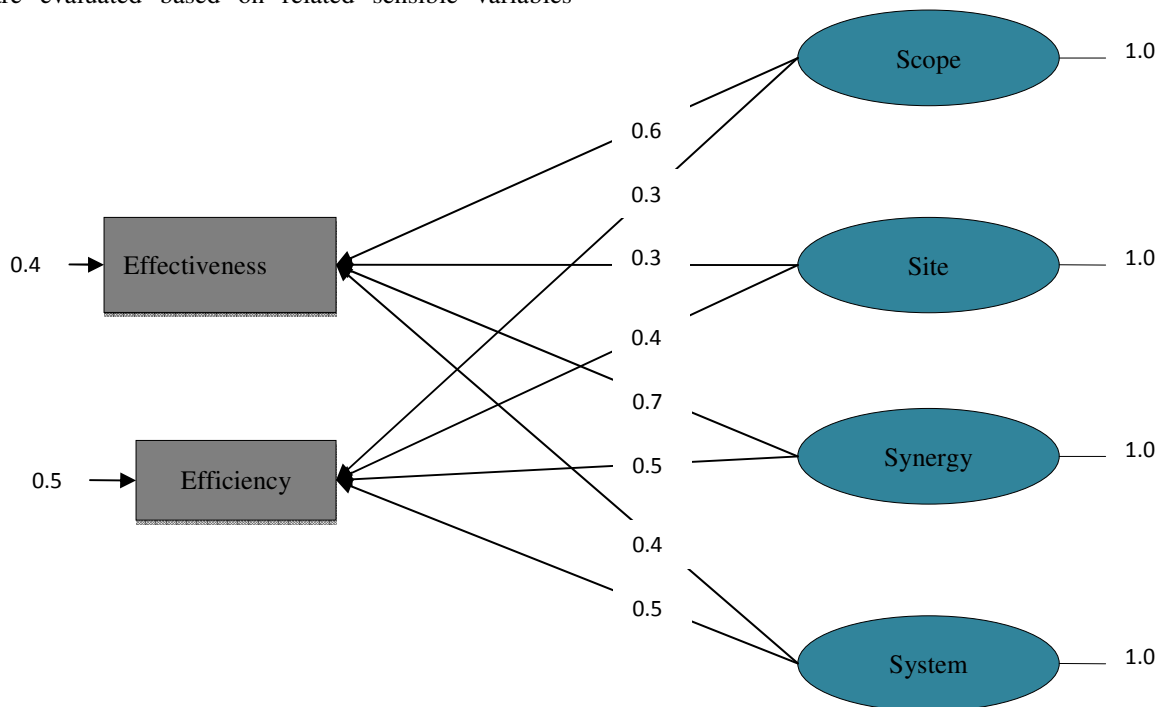 re evaluated based on related sensible variables
Scope
1.0
0.6
0.3
Effectiveness
0.4
0.3
Site
1.0
0.4
0.7
Synergy
1.0
Efficiency
0.5
0.5
0.4
0.5
System
1.0